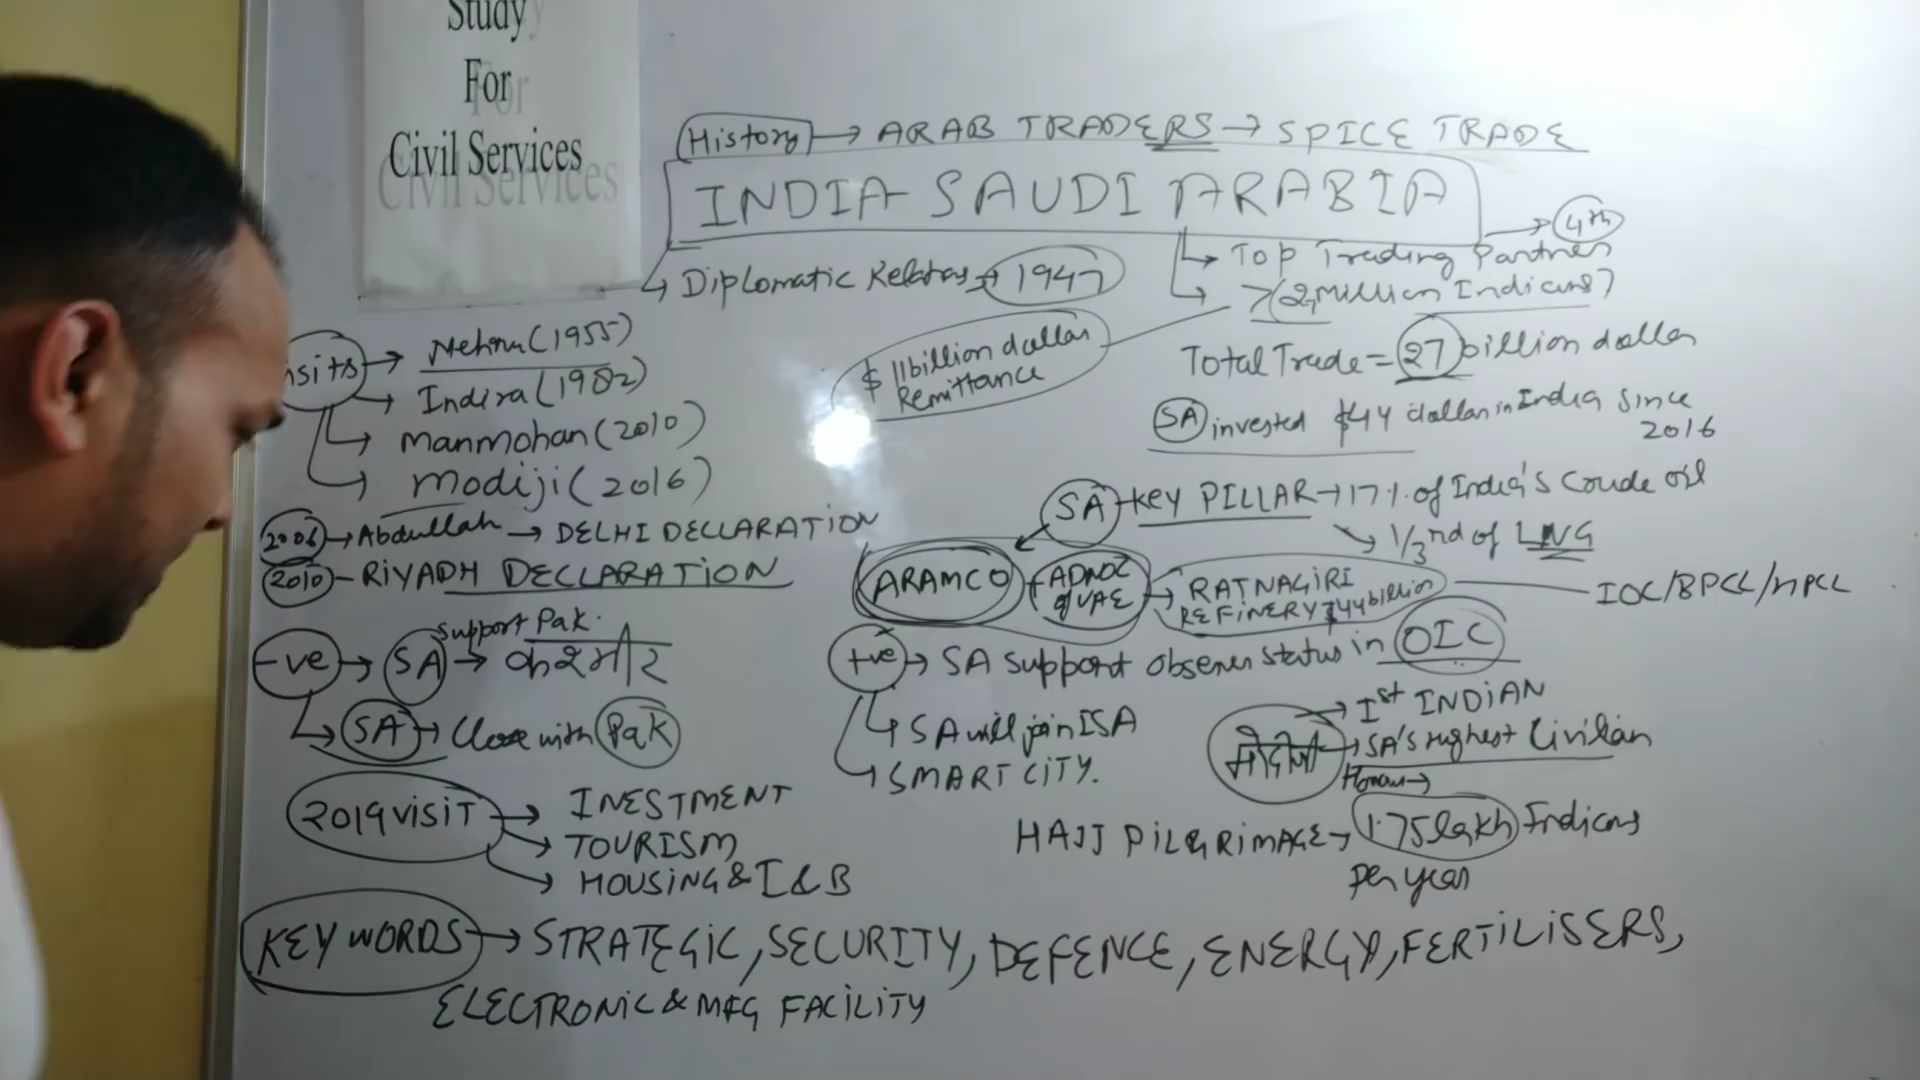 Study
For
Civil Services
History → ARAB TRADERS → SPICE TRADE
INDIA-SAUDI ARABIA
→ 4th
↳ Diplomatic Relations → 1947
↳ Top Trading Partner
↳ >(2 Million Indians)
$ 11 billion dollar Remittance
Total Trade = 27 billion dollar
SA invested $44 dollar in India since 2016
isits → Nehru (1955)
→ Indira (1982)
↳ Manmohan (2010)
↳ Modiji (2016)
2006 → Abdullah → DELHI DECLARATION
2010 - RIYADH DECLARATION
SA - Key PILLAR → 17% of India's Crude oil
↘ 1/3rd of LNG
ARAMCO + ADNOC of UAE → RATNAGIRI REFINERY $44 billion — IOC/BPCL/HPCL
-ve → SA → support Pak.
↳ SA → Close with Pak
+ve → SA support observer status in OIC
↳ SA will join ISA
↳ SMART CITY.
→ Ist INDIAN
→ SA's Highest Civilian
Honour →
2019 VISIT → INESTMENT
→ TOURISM
→ HOUSING & I & B
HAJJ PILGRIMAGE → 1.75 lakh Indians
per year
KEY WORDS → STRATEGIC, SECURITY, DEFENCE, ENERGY, FERTILISERS,
ELECTRONIC & MFG FACILITY